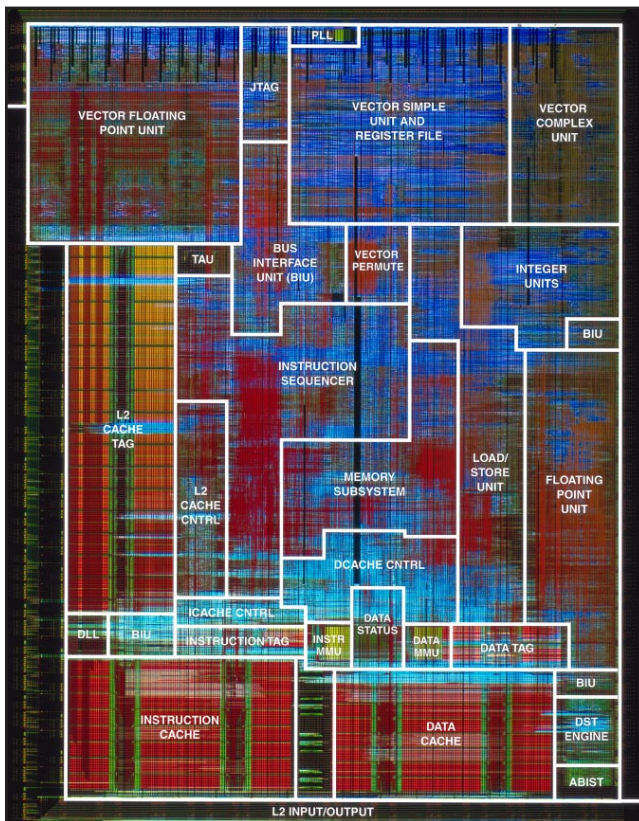 PLL
JTAG
VECTOR FLOATING
POINT UNIT
VECTOR SIMPLE
UNIT AND
REGISTER FILE
VECTOR
COMPLEX
UNIT
TAU
BUS
INTERFACE
UNIT (BIU)
VECTOR
PERMUTE
INTEGER
UNITS
BIU
INSTRUCTION
SEQUENCER
L2
CACHE
TAG
L2
CACHE
CNTRL
MEMORY
SUBSYSTEM
LOAD/
STORE
UNIT
FLOATING
POINT
UNIT
DCACHE CNTRL
ICACHE CNTRL
DLL
BIU
INSTRUCTION TAG
INSTR
MMU
DATA
STATUS
DATA
MMU
DATA TAG
INSTRUCTION
CACHE
DATA
CACHE
BIU
DST
ENGINE
ABIST
L2 INPUT/OUTPUT